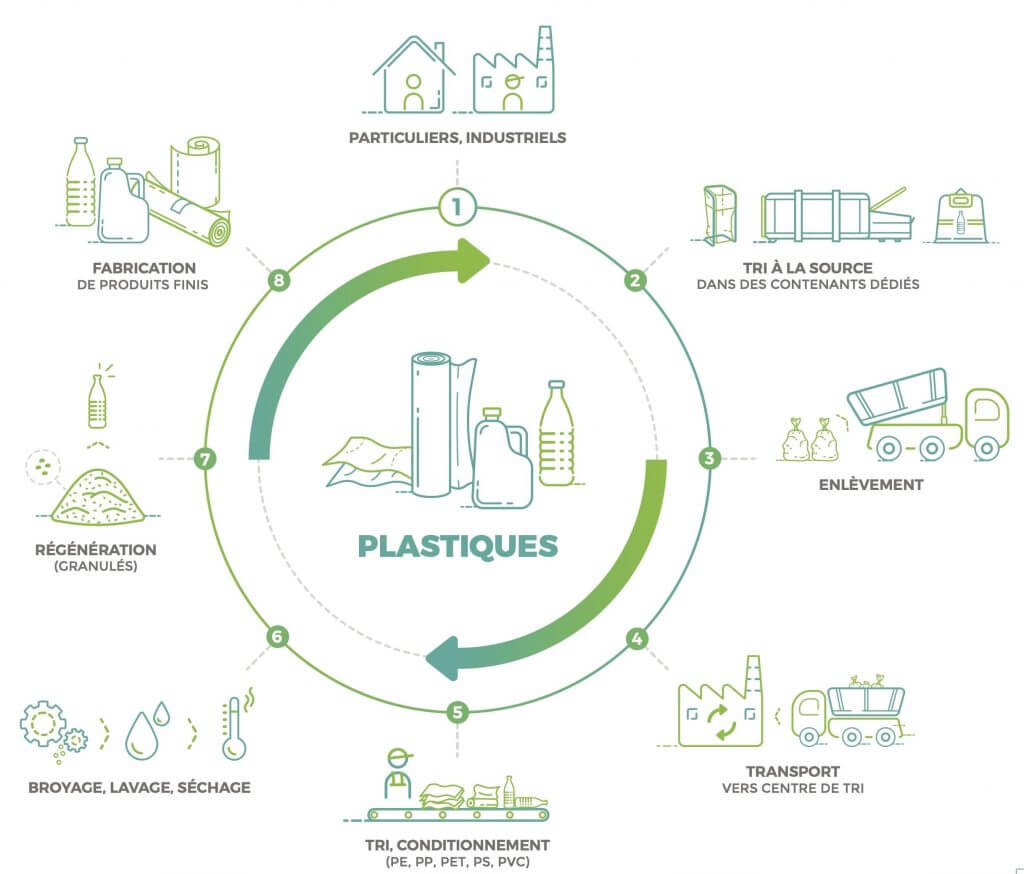 PARTICULIERS, INDUSTRIELS
1
2
TRI À LA SOURCE
DANS DES CONTENANTS DÉDIÉS
3
ENLÈVEMENT
4
TRANSPORT
VERS CENTRE DE TRI
5
TRI, CONDITIONNEMENT
(PE, PP, PET, PS, PVC)
6
BROYAGE, LAVAGE, SÉCHAGE
7
RÉGÉNÉRATION
(GRANULÉS)
8
FABRICATION
DE PRODUITS FINIS
PLASTIQUES